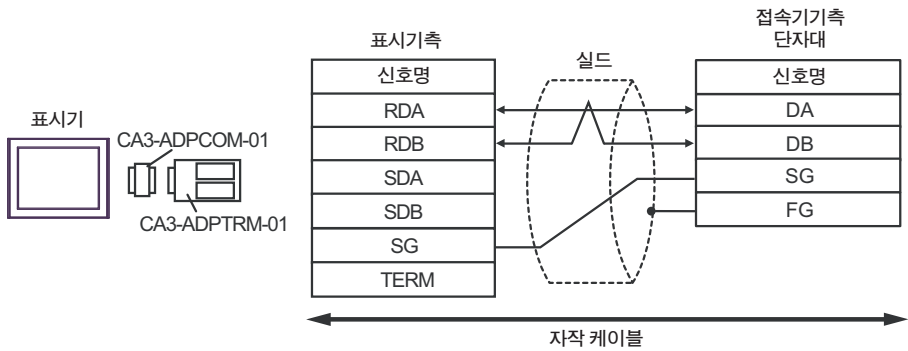 표시기
CA3-ADPCOM-01
CA3-ADPTRM-01
표시기측
신호명
RDA
RDB
SDA
SDB
SG
TERM
실드
접속기기측
단자대
신호명
DA
DB
SG
FG
자작 케이블